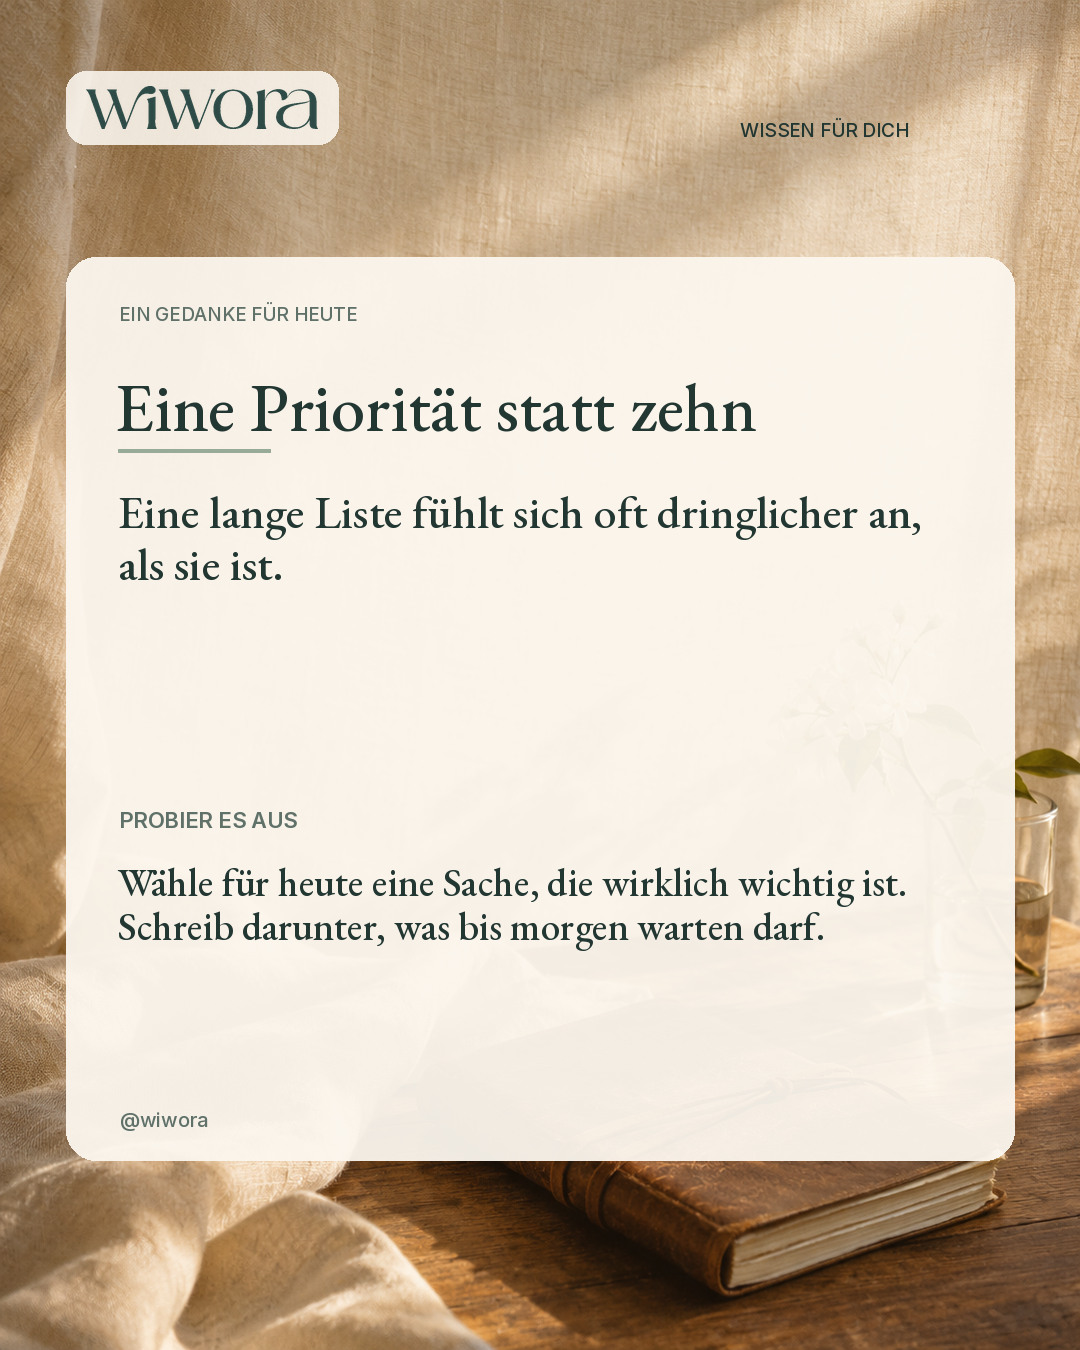 wiwora
WISSEN FÜR DICH
EIN GEDANKE FÜR HEUTE
Eine Priorität statt zehn
Eine lange Liste fühlt sich oft dringlicher an,
als sie ist.
PROBIER ES AUS
Wähle für heute eine Sache, die wirklich wichtig ist.
Schreib darunter, was bis morgen warten darf.
@wiwora